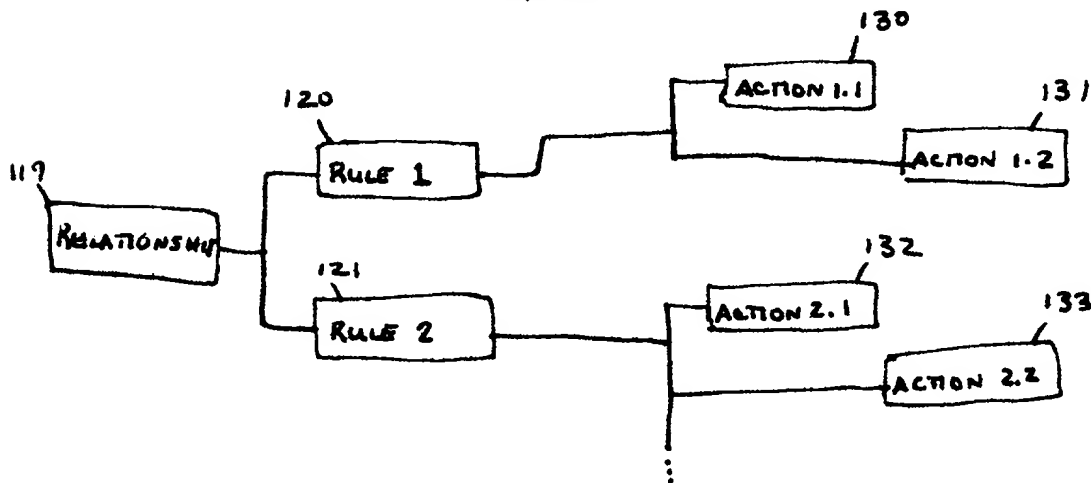 130
ACTION 1.1
131
120
ACTION 1.2
RULE 1
RELATIONSHIP
132
121
ACTION 2.1
133
RULE 2
ACTION 2.2